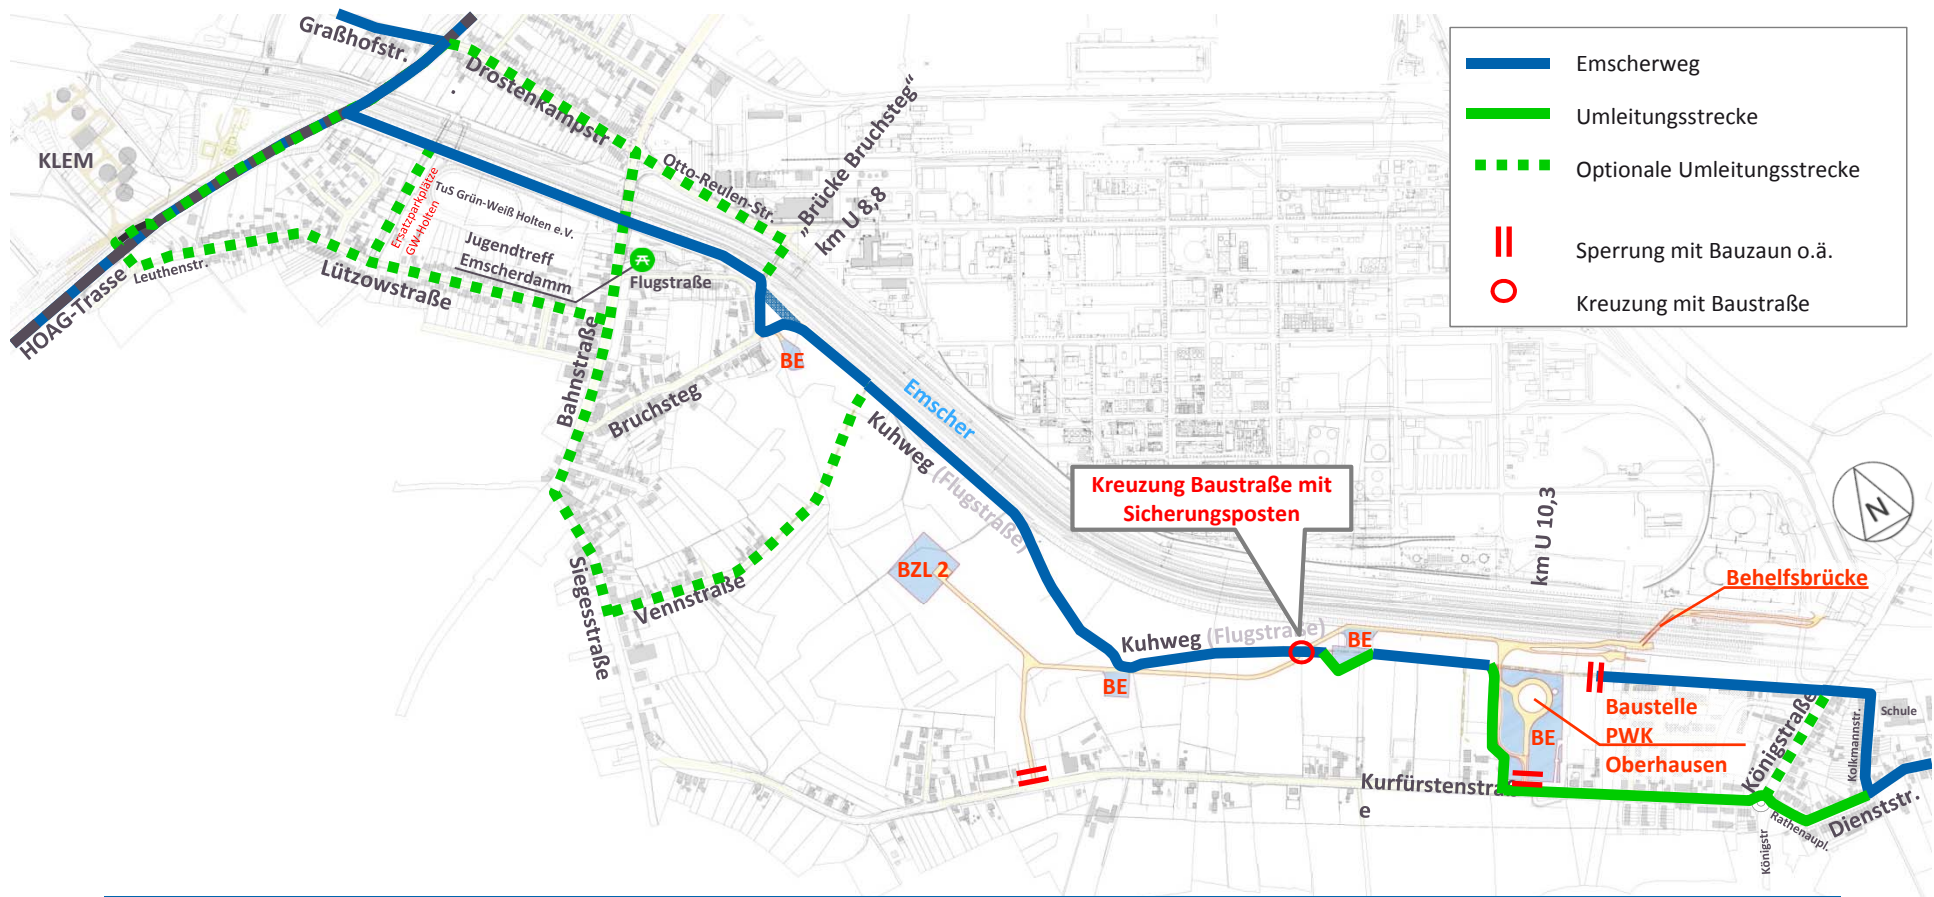 Graßhofstr.
Drostenkampstr.
Otto-Reulen-Str.
„Brücke Bruchsteg“
km U 8,8
KLEM
Ersatzparkplätze
GW-Holten
TuS Grün-Weiß Holten e.V.
Jugendtreff
Emscherdamm
Flugstraße
Leuthenstr.
Lützowstraße
HOAG-Trasse
Bahnstraße
Bruchsteg
BE
Emscher
Kuhweg (Flugstraße)
Siegesstraße
Vennstraße
BZL 2
Kreuzung Baustraße mit
Sicherungsposten
km U 10,3
Kuhweg (Flugstraße)
BE
BE
Behelfsbrücke
Baustelle
PWK
Oberhausen
BE
Kurfürstenstraß
e
Königstraße
Kolkmannstr.
Schule
Dienststr.
Rathenaupl.
Königstr
N
Emscherweg
Umleitungsstrecke
Optionale Umleitungsstrecke
Sperrung mit Bauzaun o.ä.
Kreuzung mit Baustraße